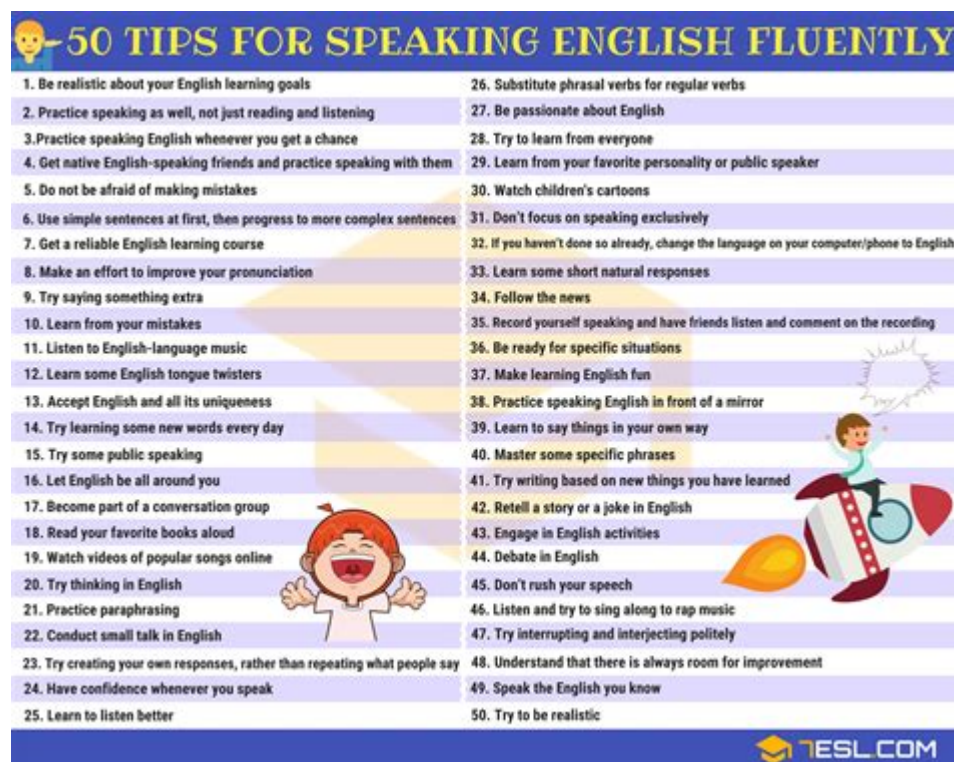 50 TIPS FOR SPEAKING ENGLISH FLUENTLY
1. Be realistic about your English learning goals
2. Practice speaking as well, not just reading and listening
3.Practice speaking English whenever you get a chance
4. Get native English-speaking friends and practice speaking with them
5. Do not be afraid of making mistakes
6. Use simple sentences at first, then progress to more complex sentences
7. Get a reliable English learning course
8. Make an effort to improve your pronunciation
9. Try saying something extra
10. Learn from your mistakes
11. Listen to English-language music
12. Learn some English tongue twisters
13. Accept English and all its uniqueness
14. Try learning some new words every day
15. Try some public speaking
16. Let English be all around you
17. Become part of a conversation group
18. Read your favorite books aloud
19. Watch videos of popular songs online
20. Try thinking in English
21. Practice paraphrasing
22. Conduct small talk in English
23. Try creating your own responses, rather than repeating what people say
24. Have confidence whenever you speak
25. Learn to listen better
26. Substitute phrasal verbs for regular verbs
27. Be passionate about English
28. Try to learn from everyone
29. Learn from your favorite personality or public speaker
30. Watch children's cartoons
31. Don't focus on speaking exclusively
32. If you haven't done so already, change the language on your computer/phone to English
33. Learn some short natural responses
34. Follow the news
35. Record yourself speaking and have friends listen and comment on the recording
36. Be ready for specific situations
37. Make learning English fun
38. Practice speaking English in front of a mirror
39. Learn to say things in your own way
40. Master some specific phrases
41. Try writing based on new things you have learned
42. Retell a story or a joke in English
43. Engage in English activities
44. Debate in English
45. Don't rush your speech
46. Listen and try to sing along to rap music
47. Try interrupting and interjecting politely
48. Understand that there is always room for improvement
49. Speak the English you know
50. Try to be realistic
7ESL.COM